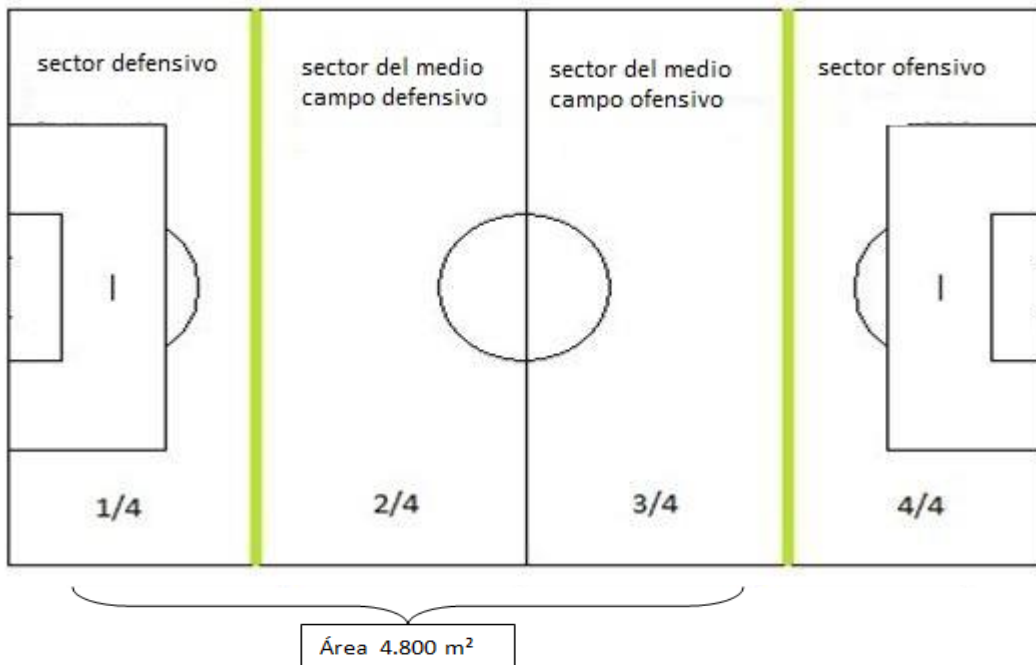 sector defensivo
sector del medio
campo defensivo
sector del medio
campo ofensivo
sector ofensivo
1/4
2/4
3/4
4/4
Área 4.800 m²